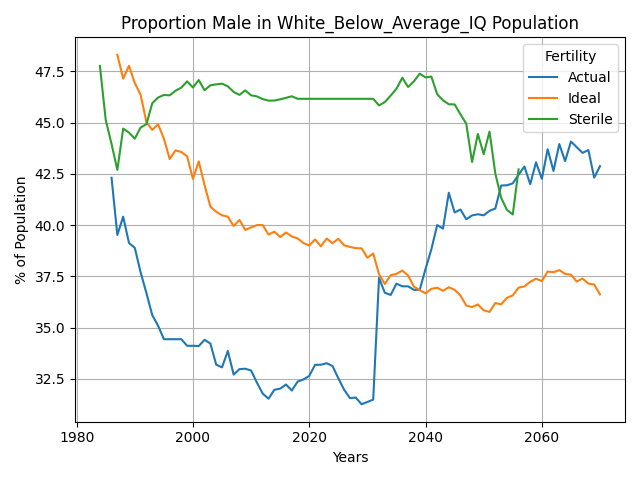 Proportion Male in White_Below_Average_IQ Population
Fertility
Actual
Ideal
Sterile
% of Population
47.5
45.0
42.5
40.0
37.5
35.0
32.5
1980
2000
2020
2040
2060
Years